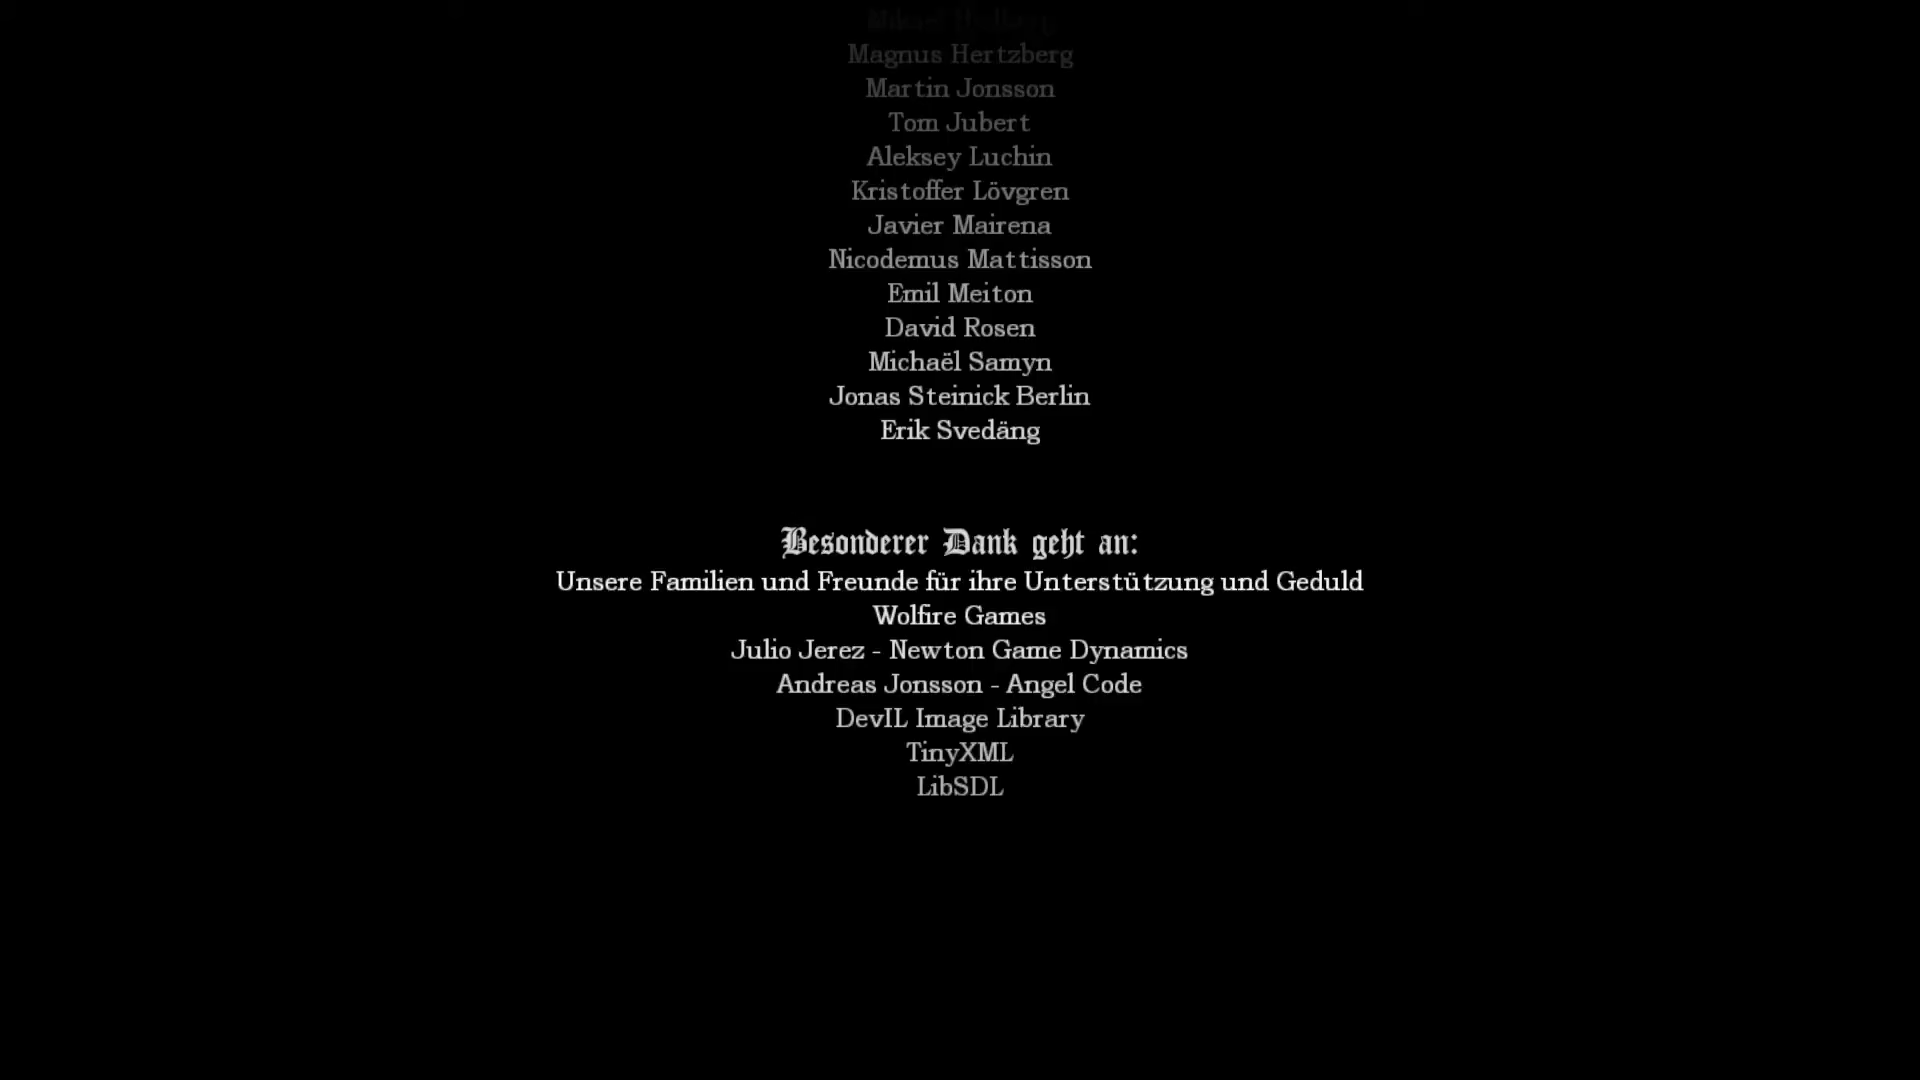 Magnus Hertzberg
Martin Jonsson
Tom Jubert
Aleksey Luchin
Kristoffer Lövgren
Javier Mairena
Nicodemus Mattisson
Emil Meiton
David Rosen
Michaël Samyn
Jonas Steinick Berlin
Erik Svedäng
Besonderer Dank geht an:
Unsere Familien und Freunde für ihre Unterstützung und Geduld
Wolfire Games
Julio Jerez - Newton Game Dynamics
Andreas Jonsson - Angel Code
DevIL Image Library
TinyXML
LibSDL